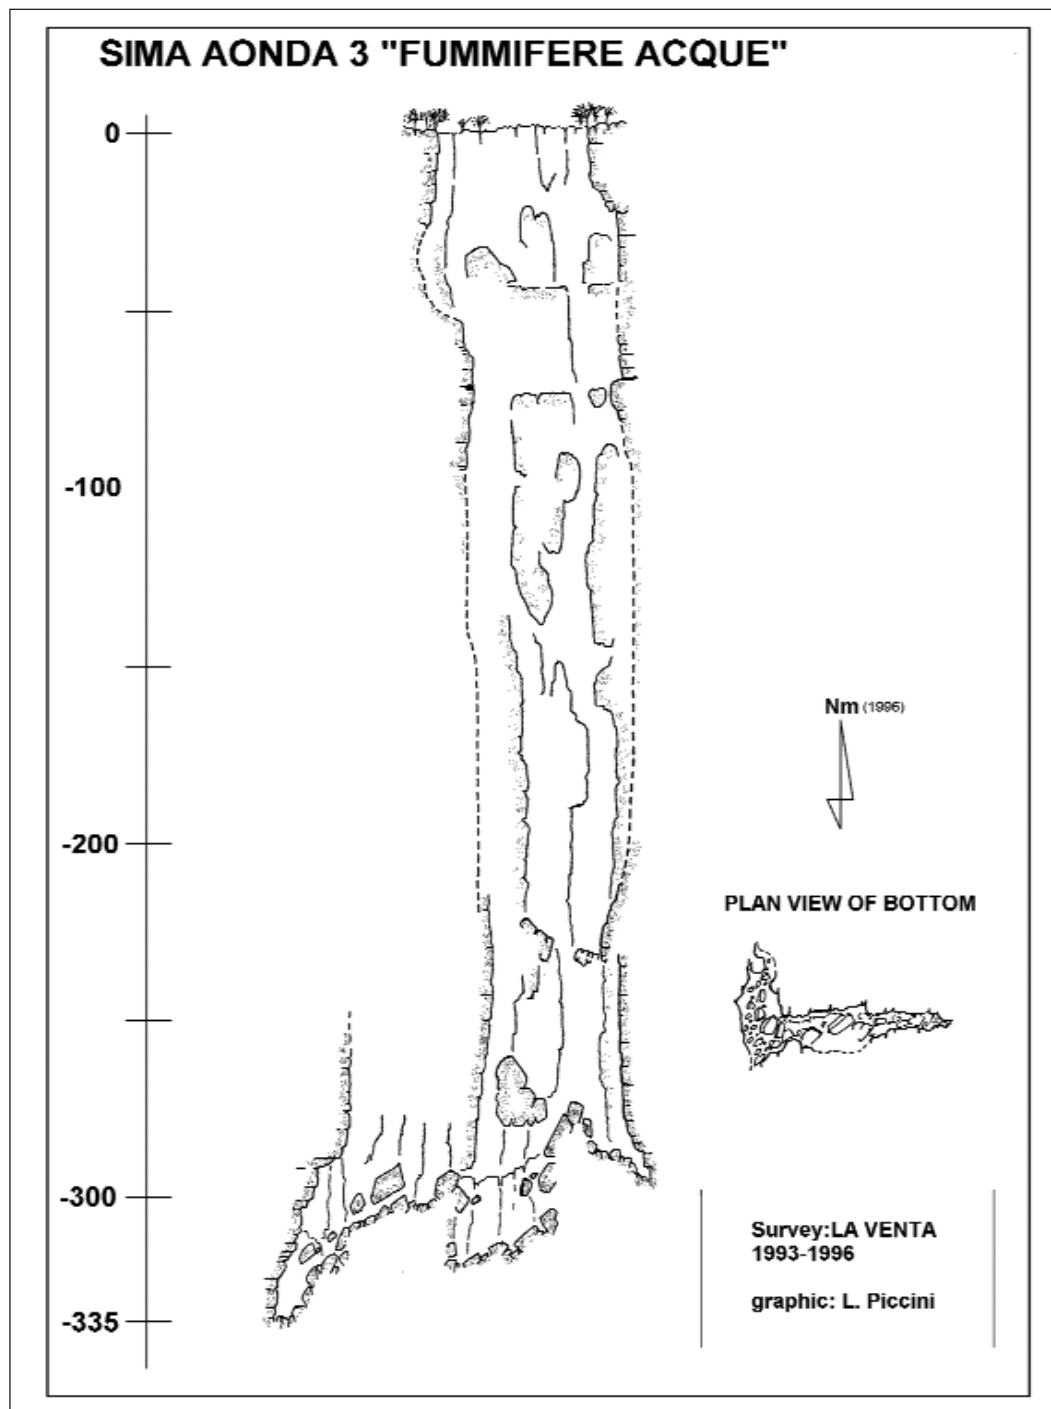 SIMA AONDA 3 "FUMMIFERE ACQUE"
0
-100
-200
-300
-335
Nm (1996)
PLAN VIEW OF BOTTOM
Survey:LA VENTA
1993-1996
graphic: L. Piccini